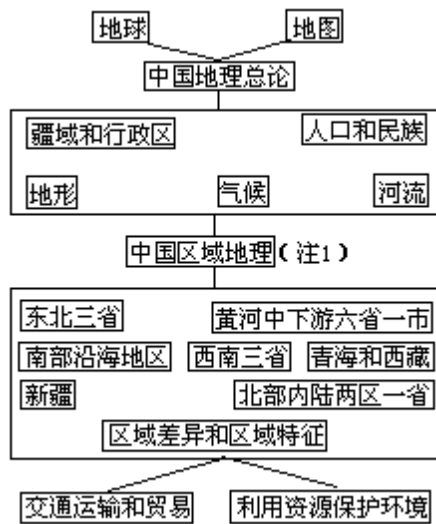 地球 地图
中国地理总论
疆域和行政区 人口和民族
地形 气候 河流
中国区域地理(注1)
东北三省 黄河中下游六省一市
南部沿海地区 西南三省 青海和西藏
新疆 北部内陆两区一省
区域差异和区域特征
交通运输和贸易 利用资源保护环境